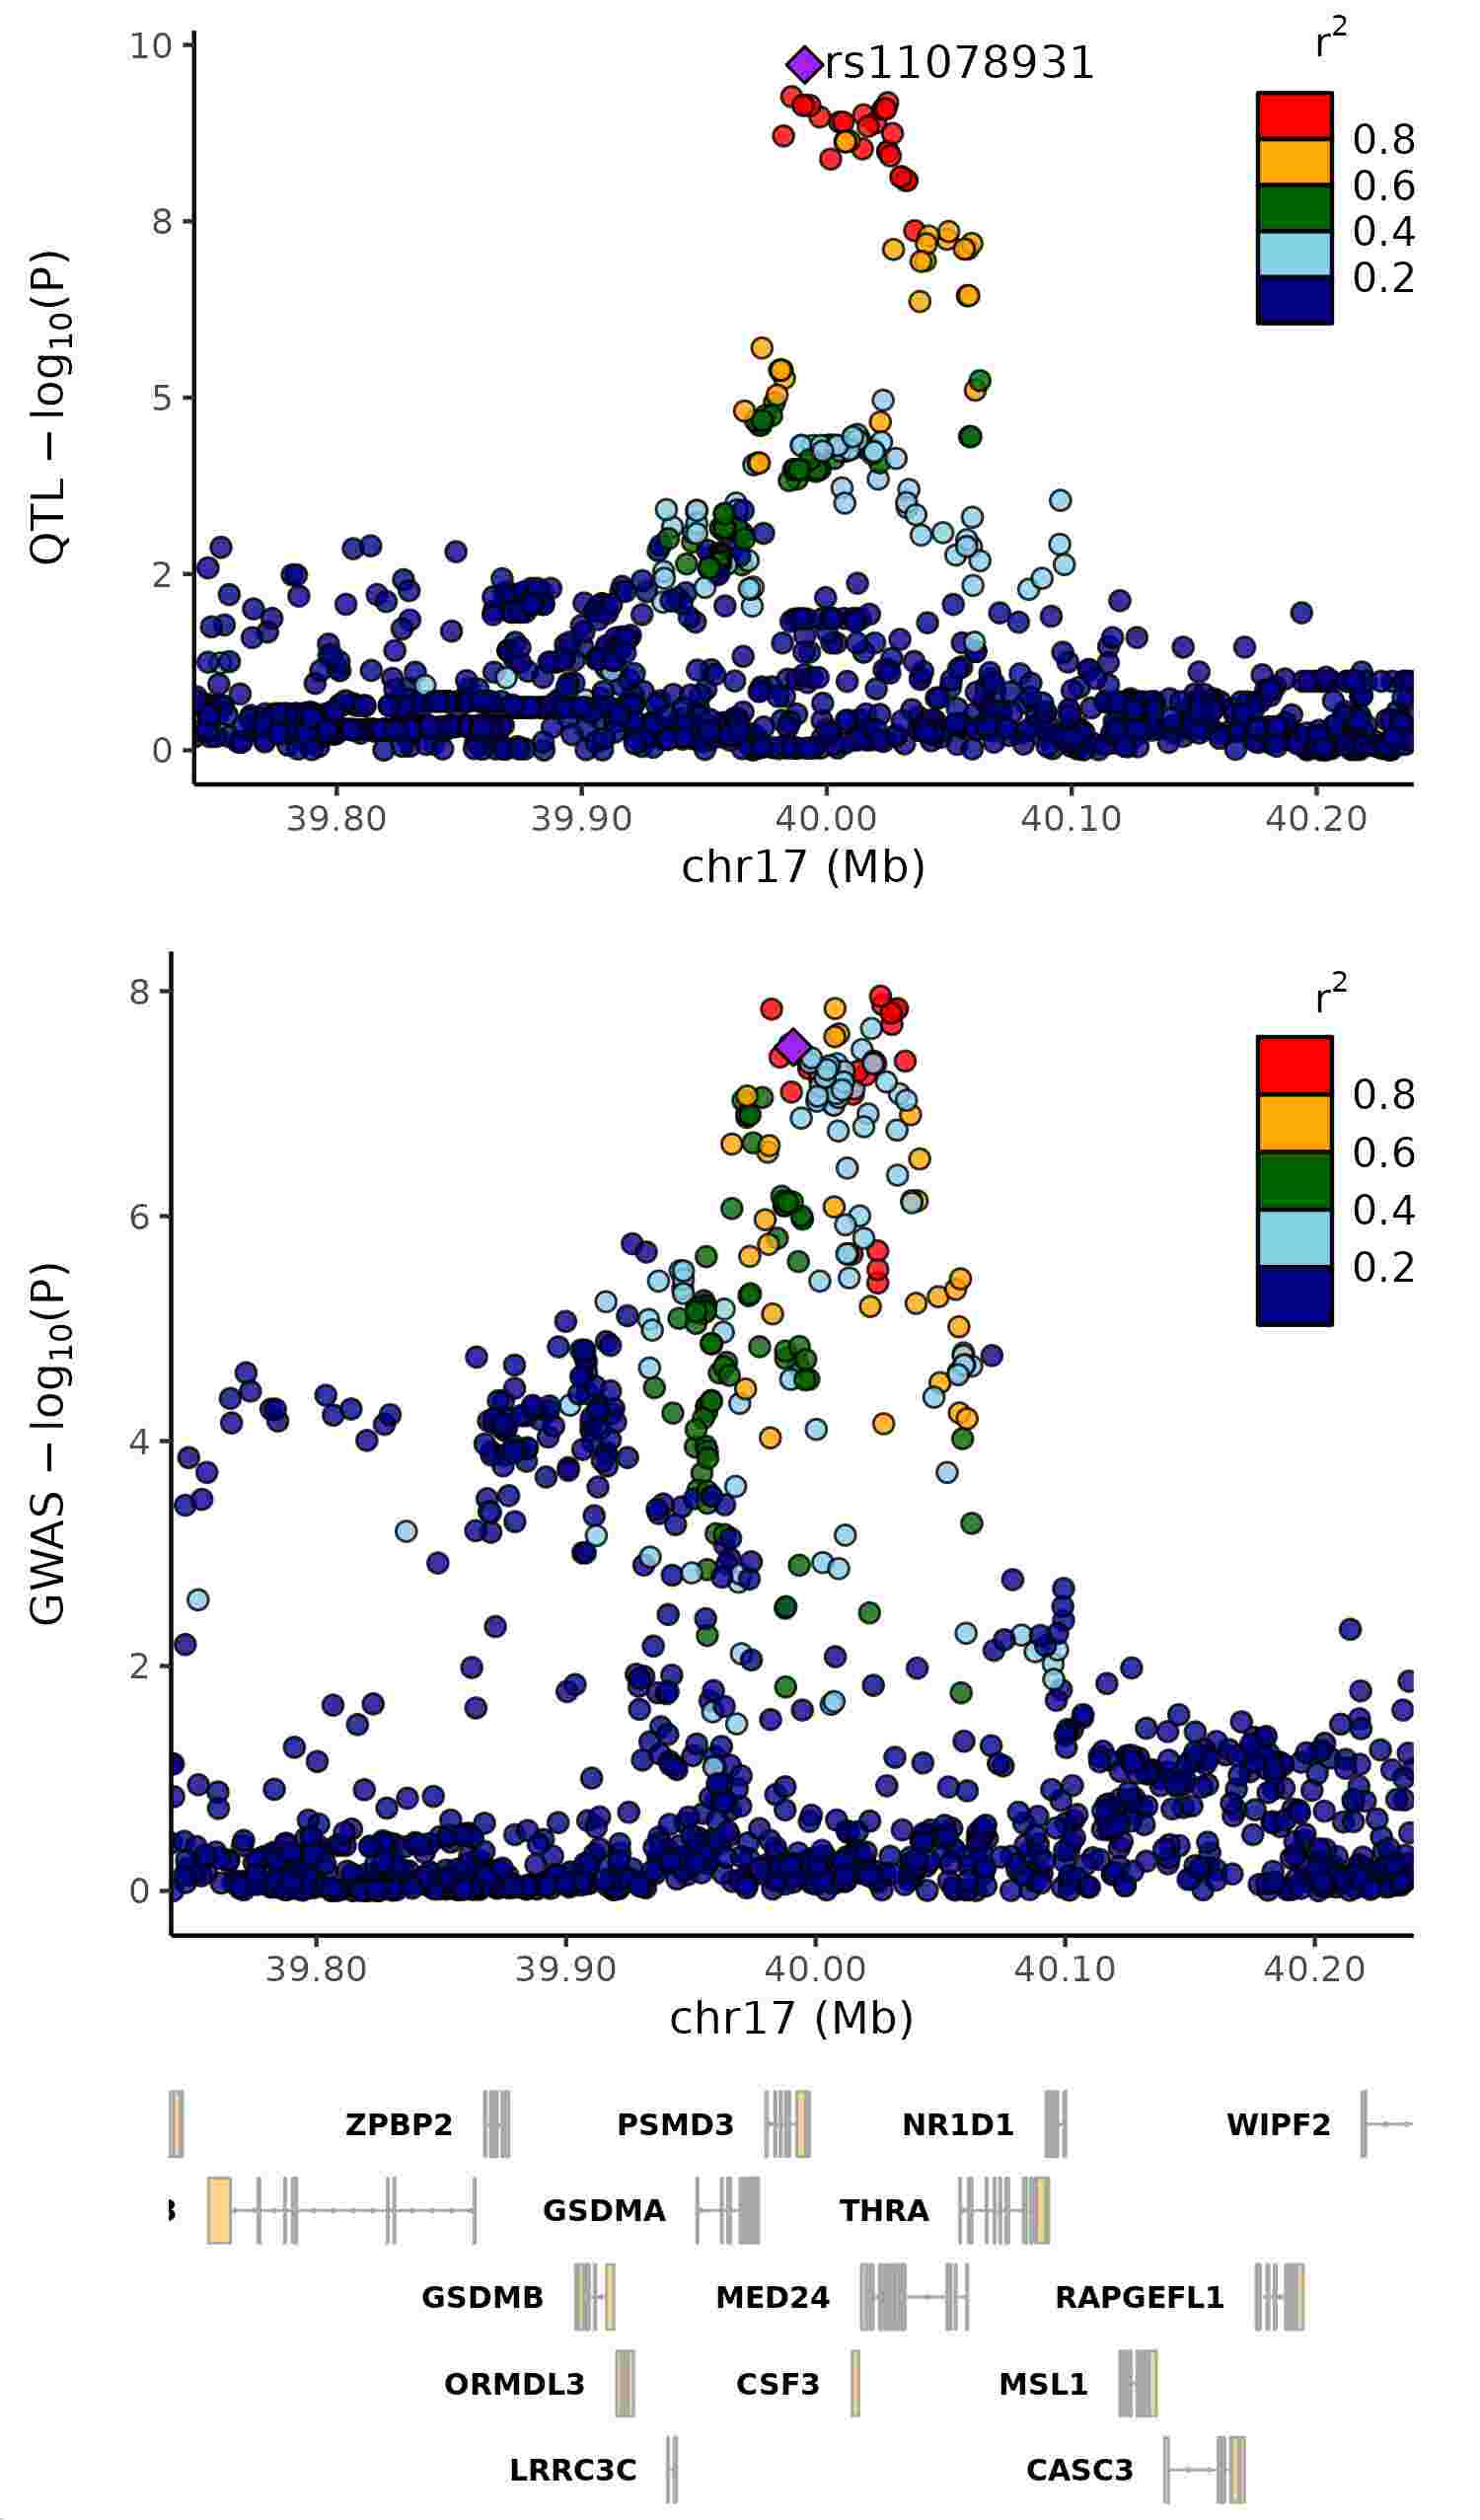 10
8
5
2
0
QTL −log10(P)
rs11078931
r2
0.8
0.6
0.4
0.2
39.80 39.90 40.00 40.10 40.20
chr17 (Mb)
8
6
4
2
0
GWAS −log10(P)
r2
0.8
0.6
0.4
0.2
39.80 39.90 40.00 40.10 40.20
chr17 (Mb)
ZPBP2 PSMD3 NR1D1 WIPF2
GSDMA THRA
GSDMB MED24 RAPGEFL1
ORMDL3 CSF3 MSL1
LRRC3C CASC3